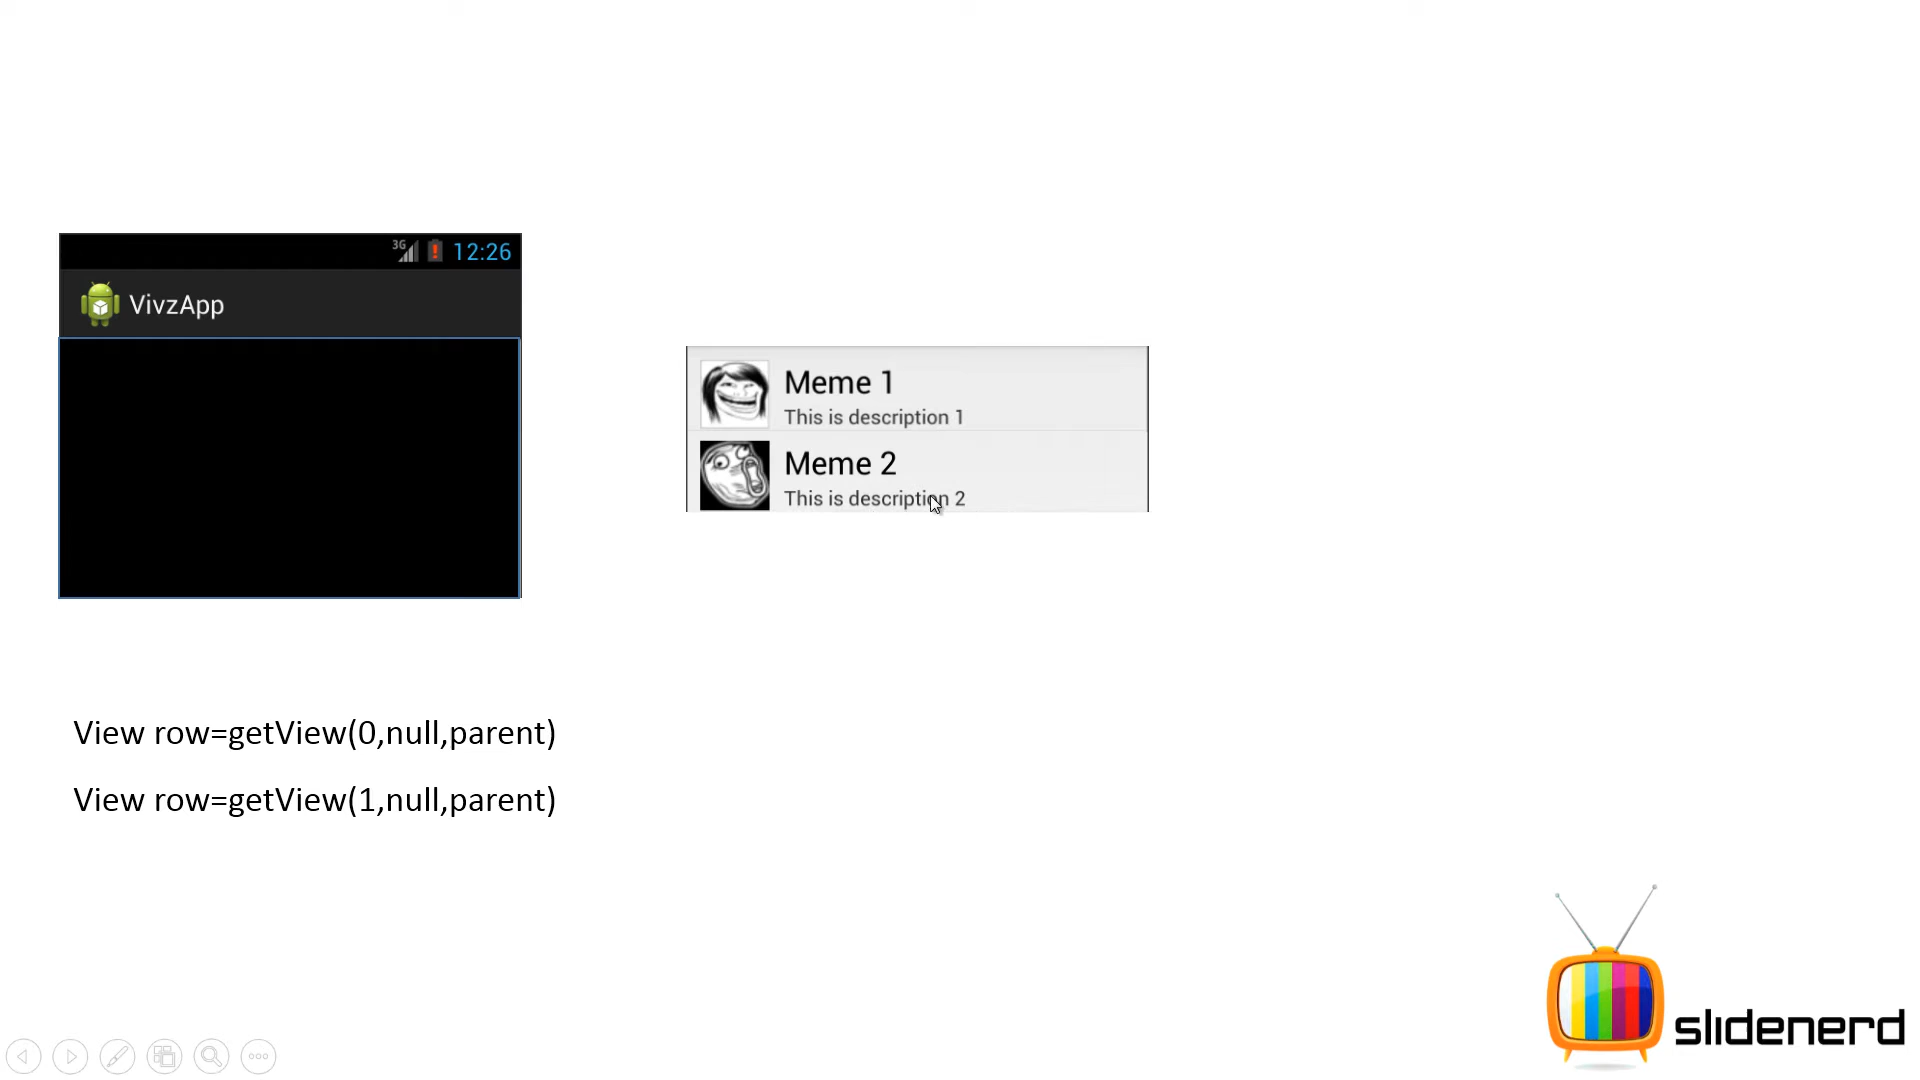 3G 12:26
VivzApp
Meme 1
This is description 1
Meme 2
This is description 2
View row=getView(0,null,parent)
View row=getView(1,null,parent)
slidenerd